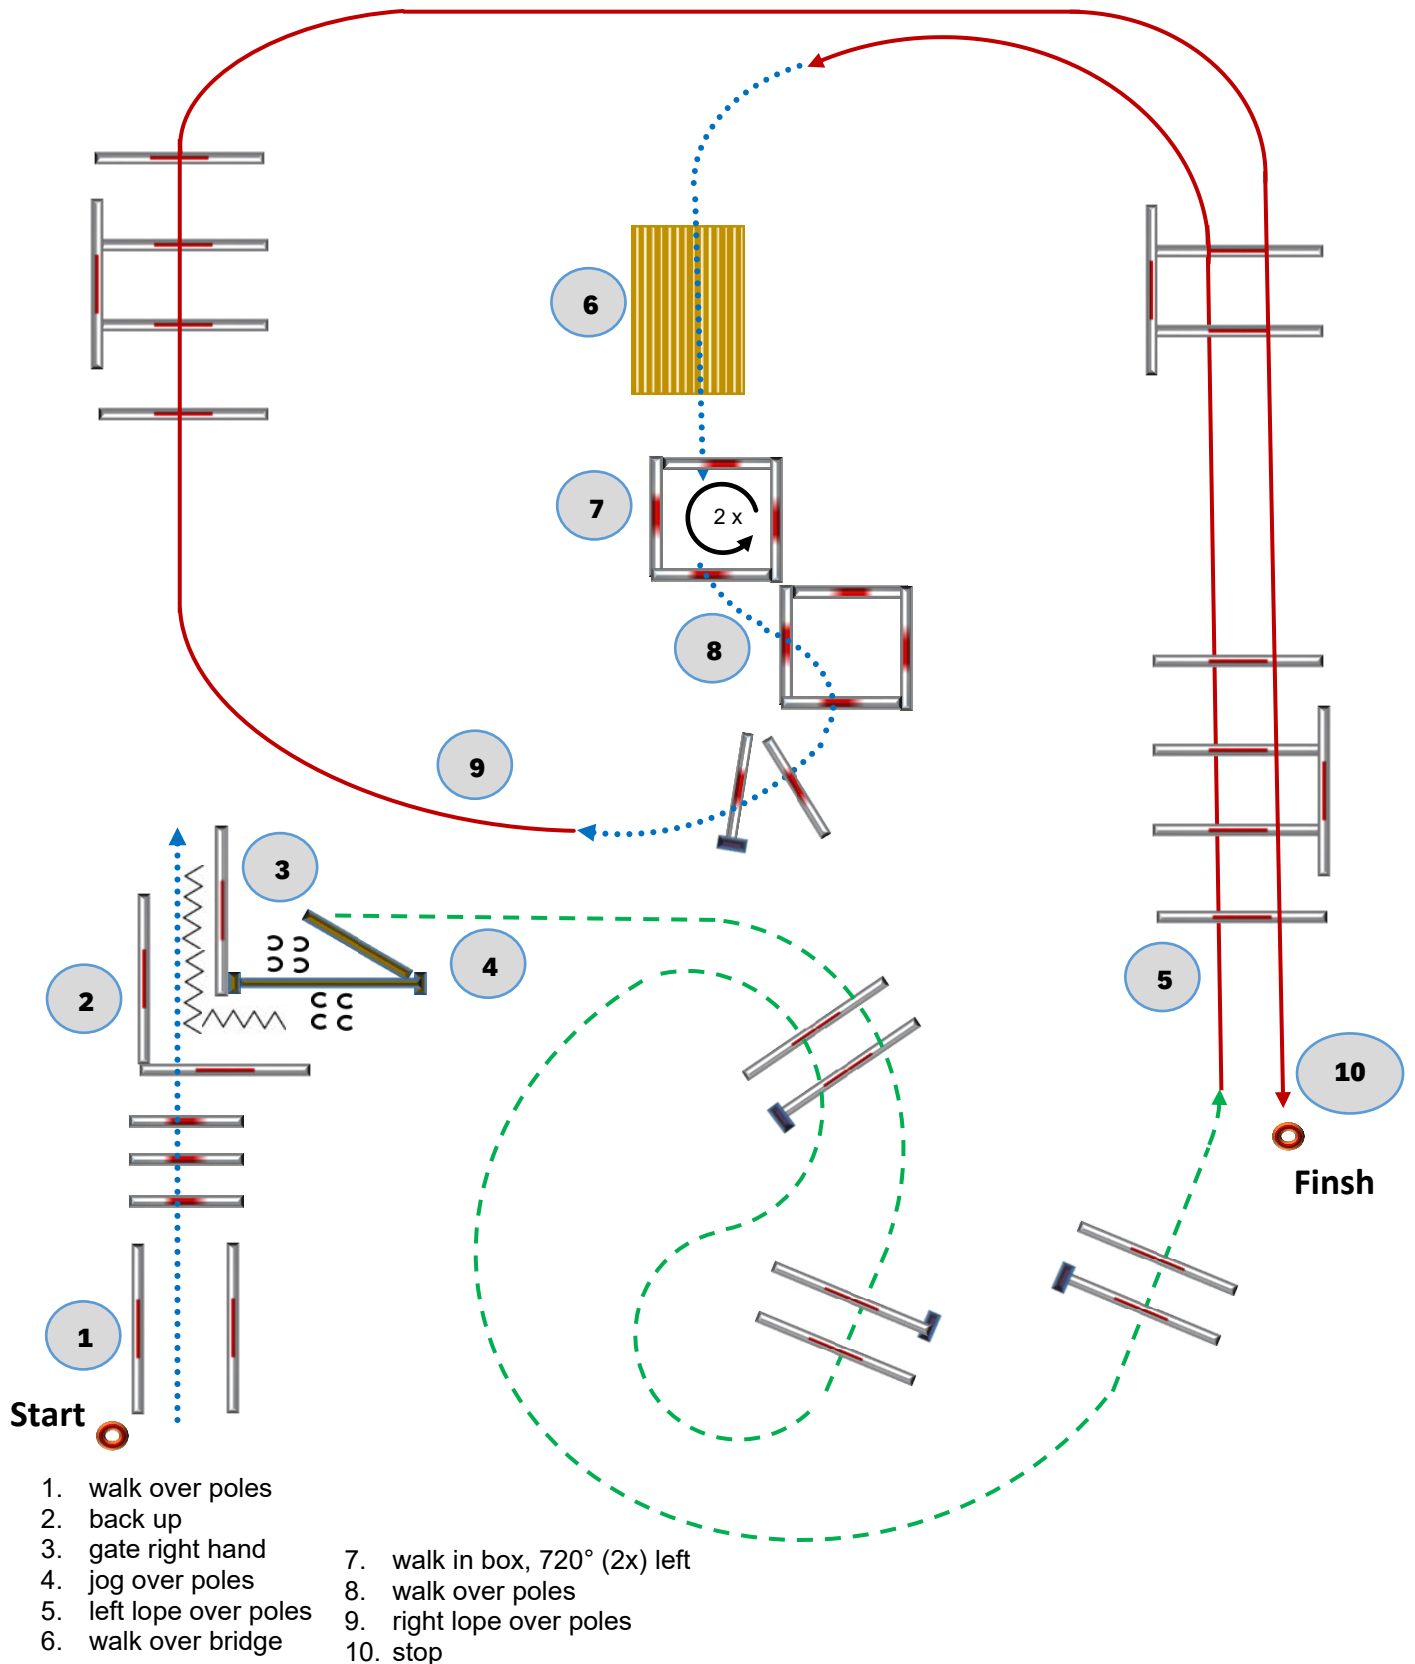 6
7
2 x
8
9
3
4
2
5
10
Finsh
1
Start
1. walk over poles
2. back up
3. gate right hand
4. jog over poles
5. left lope over poles
6. walk over bridge
7. walk in box, 720° (2x) left
8. walk over poles
9. right lope over poles
10. stop